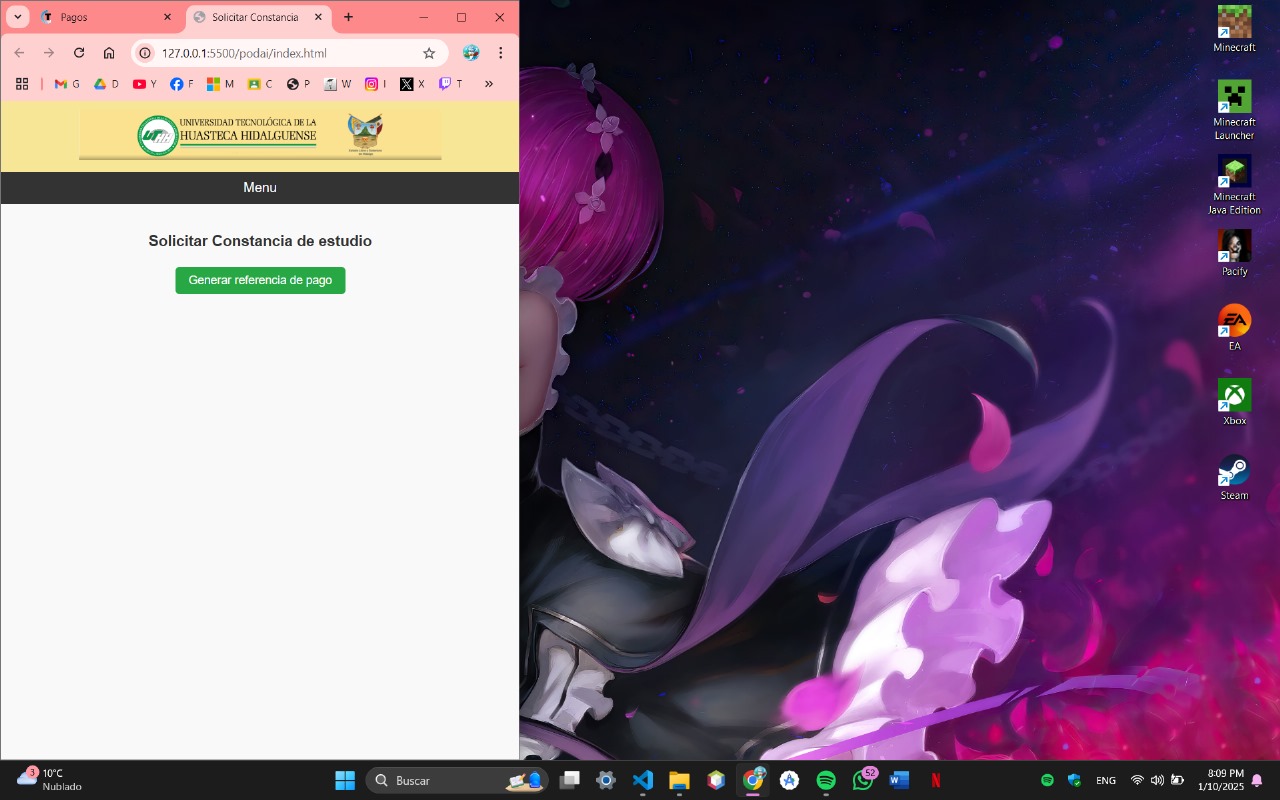 Pagos
Solicitar Constancia
127.0.0.1:5500/podai/index.html
G
D
Y
F
M
C
P
W
I
X
T
UNIVERSIDAD TECNOLÓGICA DE LA
HUASTECA HIDALGUENSE
Menu
Solicitar Constancia de estudio
Generar referencia de pago
Minecraft
Minecraft
Launcher
Minecraft
Java Edition
Pacify
EA
EA
Xbox
Steam
3
10°C
Nublado
Buscar
52
ENG
8:09 PM
1/10/2025